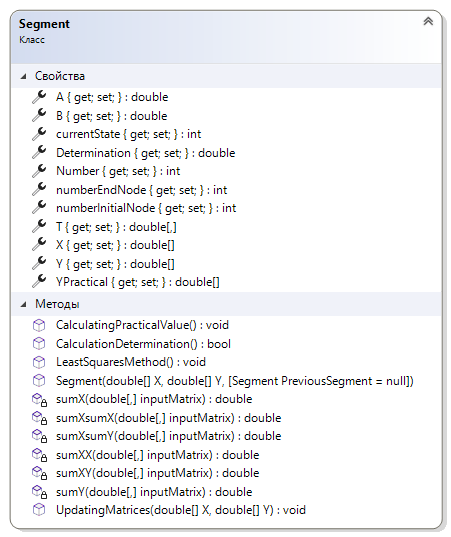 Segment
Класс
Свойства
A { get; set; } : double
B { get; set; } : double
currentState { get; set; } : int
Determination { get; set; } : double
Number { get; set; } : int
numberEndNode { get; set; } : int
numberInitialNode { get; set; } : int
T { get; set; } : double[,]
X { get; set; } : double[]
Y { get; set; } : double[]
YPractical { get; set; } : double[]
Методы
CalculatingPracticalValue() : void
CalculationDetermination() : bool
LeastSquaresMethod() : void
Segment(double[] X, double[] Y, [Segment PreviousSegment = null])
sumX(double[,] inputMatrix) : double
sumXsumX(double[,] inputMatrix) : double
sumXsumY(double[,] inputMatrix) : double
sumXX(double[,] inputMatrix) : double
sumXY(double[,] inputMatrix) : double
sumY(double[,] inputMatrix) : double
UpdatingMatrices(double[] X, double[] Y) : void